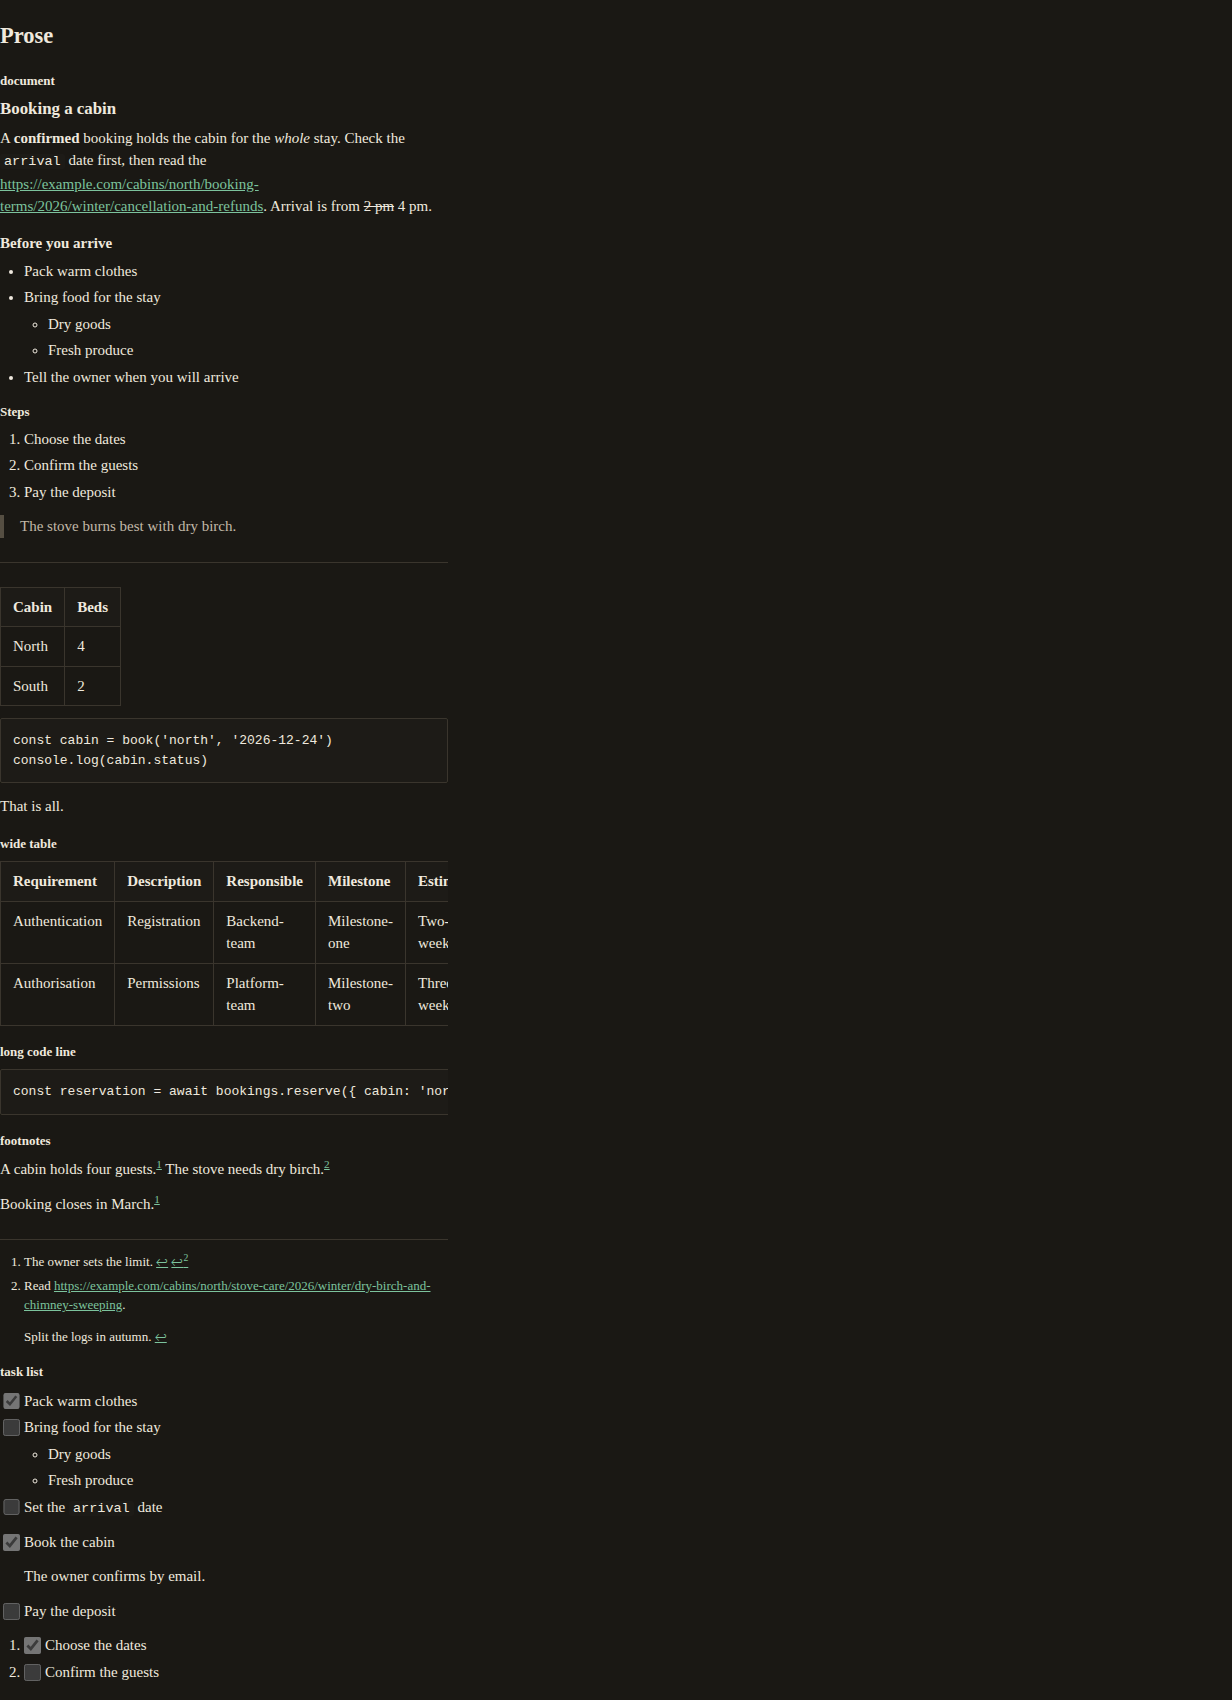 Prose
document
Booking a cabin
A confirmed booking holds the cabin for the whole stay. Check the
arrival date first, then read the
https://example.com/cabins/north/booking-
terms/2026/winter/cancellation-and-refunds. Arrival is from 2 pm 4 pm.
Before you arrive
• Pack warm clothes
• Bring food for the stay
◦ Dry goods
◦ Fresh produce
• Tell the owner when you will arrive
Steps
1. Choose the dates
2. Confirm the guests
3. Pay the deposit
The stove burns best with dry birch.
Cabin Beds
North 4
South 2
const cabin = book('north', '2026-12-24')
console.log(cabin.status)
That is all.
wide table
Requirement Description Responsible Milestone Estir
Authentication Registration Backend- Milestone- Two-
team one week
Authorisation Permissions Platform- Milestone- Three
team two week
long code line
const reservation = await bookings.reserve({ cabin: 'nor
footnotes
A cabin holds four guests.1 The stove needs dry birch.2
Booking closes in March.1
1. The owner sets the limit. ↩ ↩2
2. Read https://example.com/cabins/north/stove-care/2026/winter/dry-birch-and-
chimney-sweeping.
Split the logs in autumn. ↩
task list
Pack warm clothes
Bring food for the stay
◦ Dry goods
◦ Fresh produce
Set the arrival date
Book the cabin
The owner confirms by email.
Pay the deposit
1. Choose the dates
2. Confirm the guests